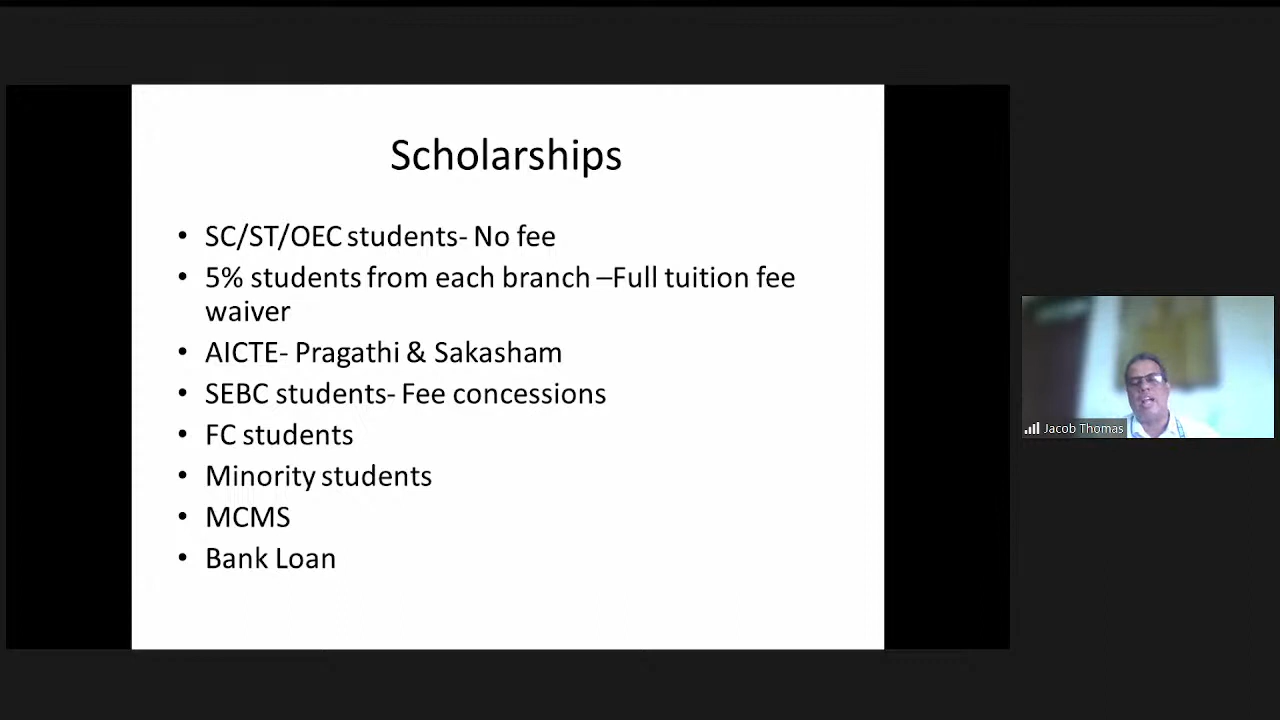 Scholarships
• SC/ST/OEC students- No fee
• 5% students from each branch –Full tuition fee
waiver
• AICTE- Pragathi & Sakasham
• SEBC students- Fee concessions
• FC students
• Minority students
• MCMS
• Bank Loan
Jacob Thomas